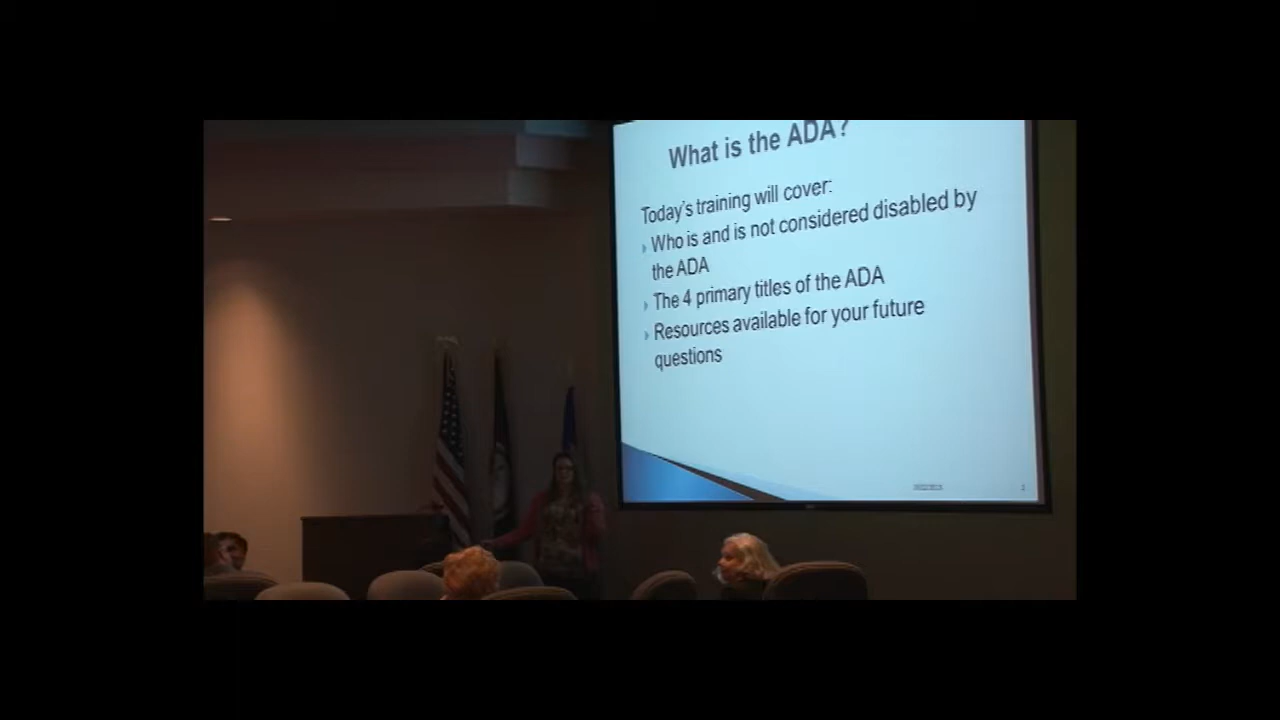 What is the ADA?
Today's training will cover:
Who is and is not considered disabled by
the ADA
The 4 primary titles of the ADA
Resources available for your future
questions